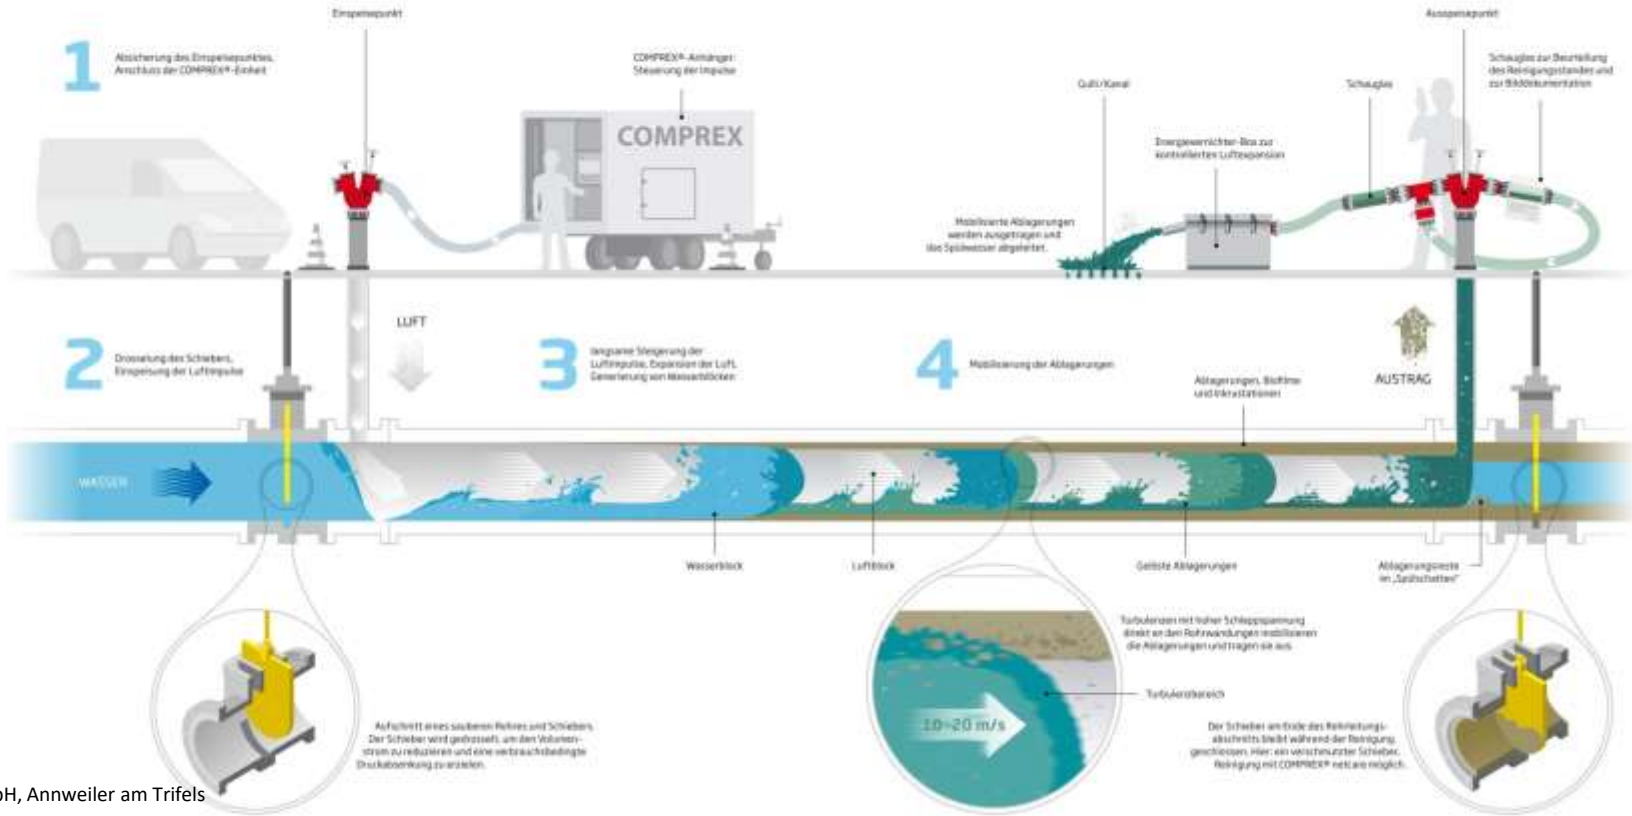 Einspeisepunkt
Ausspeisepunkt
1
Absicherung des Einspeisepunktes,
Anschluss der COMPREX®-Einheit
COMPREX®-Anhänger:
Steuerung der Impulse
COMPREX
Gulli/Kanal
Energievernichter-Box zur
kontrollierten Luftexpansion
Schauglas
Schauglas zur Beurteilung
des Reinigungsstandes und
zur Bilddokumentation
Mobilisierte Ablagerungen
werden ausgetragen und
das Spülwasser abgeleitet.
LUFT
2
Drosselung des Schiebers,
Einspeisung der Luftimpulse
3
langsame Steigerung der
Luftimpulse, Expansion der Luft,
Generierung von Wasserblöcken
4
Mobilisierung der Ablagerungen
Ablagerungen, Biofilme
und Inkrustationen
AUSTRAG
WASSER
Wasserblock
Luftblock
Gelöste Ablagerungen
Ablagerungsreste
im „Spülschatten"
Turbulenzen mit hoher Schleppspannung
direkt an den Rohrwandungen mobilisieren
die Ablagerungen und tragen sie aus.
Turbulenzbereich
10–20 m/s
Aufschnitt eines sauberen Rohres und Schiebers.
Der Schieber wird gedrosselt, um den Volumen-
strom zu reduzieren und eine verbrauchsbedingte
Druckabsenkung zu erzielen.
Der Schieber am Ende des Rohrleitungs-
abschnitts bleibt während der Reinigung
geschlossen. Hier: ein verschmutzter Schieber.
Reinigung mit COMPREX® netcare möglich.
bH, Annweiler am Trifels